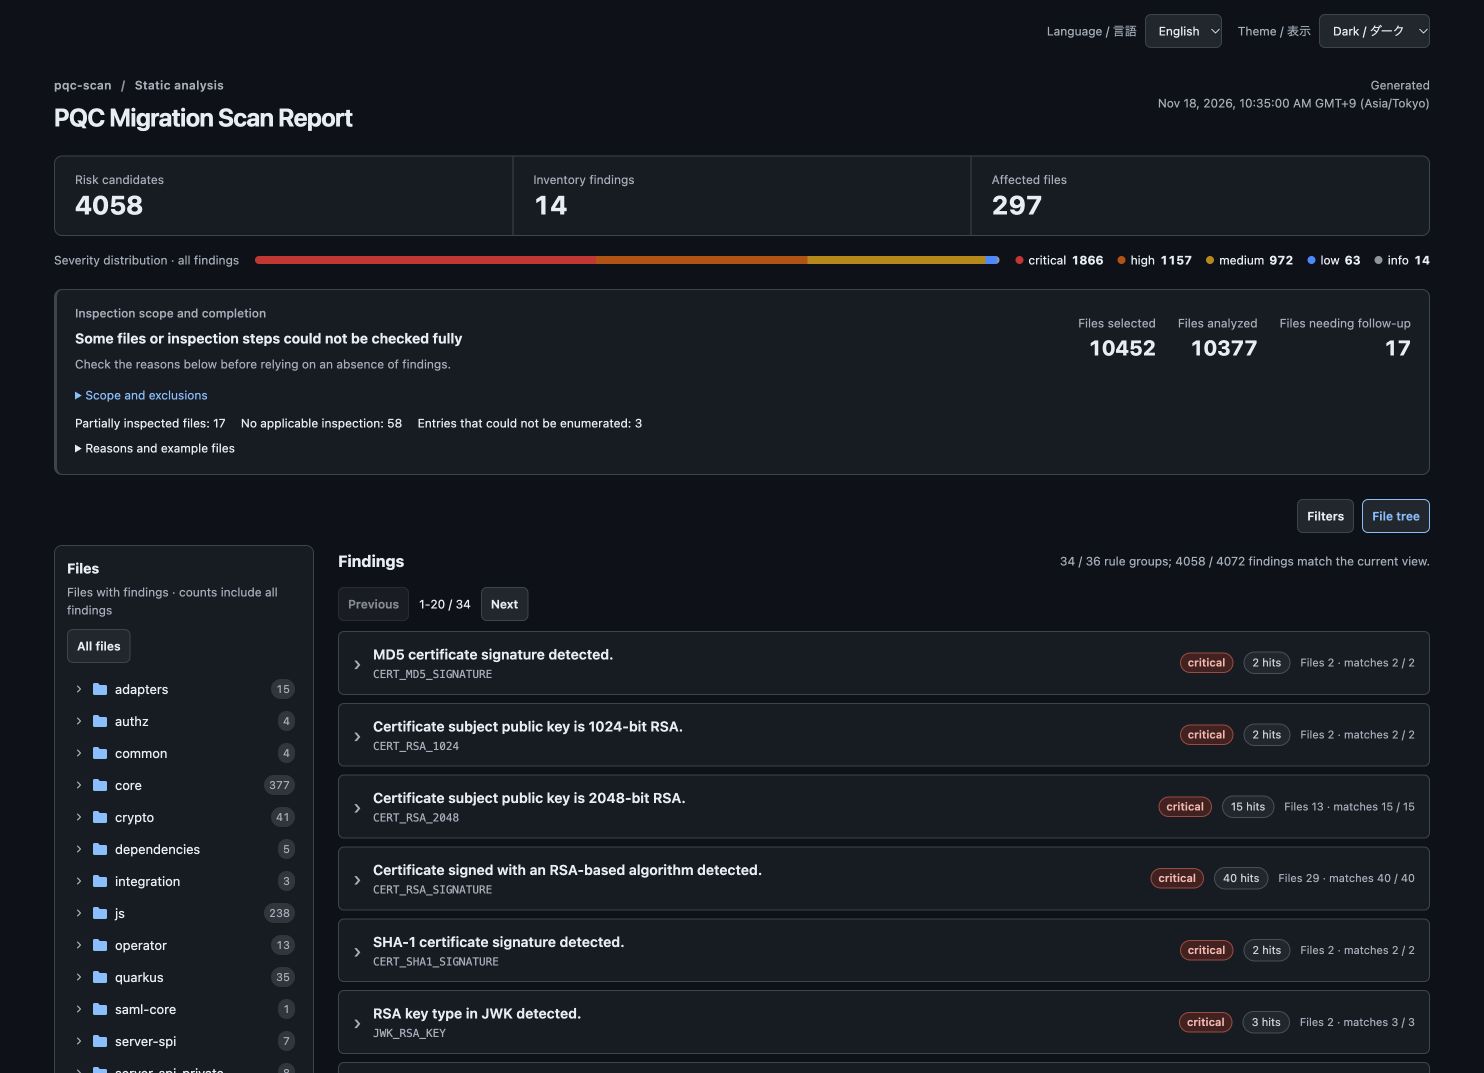 Language / 言語 English Theme / 表示 Dark / ダーク
pqc-scan / Static analysis
PQC Migration Scan Report
Generated
Nov 18, 2026, 10:35:00 AM GMT+9 (Asia/Tokyo)
Risk candidates
4058
Inventory findings
14
Affected files
297
Severity distribution · all findings critical 1866 high 1157 medium 972 low 63 info 14
Inspection scope and completion
Some files or inspection steps could not be checked fully
Check the reasons below before relying on an absence of findings.
Files selected
10452
Files analyzed
10377
Files needing follow-up
17
Scope and exclusions
Partially inspected files: 17 No applicable inspection: 58 Entries that could not be enumerated: 3
Reasons and example files
Filters File tree
Files
Files with findings · counts include all
findings
All files
adapters 15
authz 4
common 4
core 377
crypto 41
dependencies 5
integration 3
js 238
operator 13
quarkus 35
saml-core 1
server-spi 7
server-spi-private 8
Findings
34 / 36 rule groups; 4058 / 4072 findings match the current view.
Previous 1-20 / 34 Next
MD5 certificate signature detected.
CERT_MD5_SIGNATURE
critical 2 hits Files 2 · matches 2 / 2
Certificate subject public key is 1024-bit RSA.
CERT_RSA_1024
critical 2 hits Files 2 · matches 2 / 2
Certificate subject public key is 2048-bit RSA.
CERT_RSA_2048
critical 15 hits Files 13 · matches 15 / 15
Certificate signed with an RSA-based algorithm detected.
CERT_RSA_SIGNATURE
critical 40 hits Files 29 · matches 40 / 40
SHA-1 certificate signature detected.
CERT_SHA1_SIGNATURE
critical 2 hits Files 2 · matches 2 / 2
RSA key type in JWK detected.
JWK_RSA_KEY
critical 3 hits Files 2 · matches 3 / 3